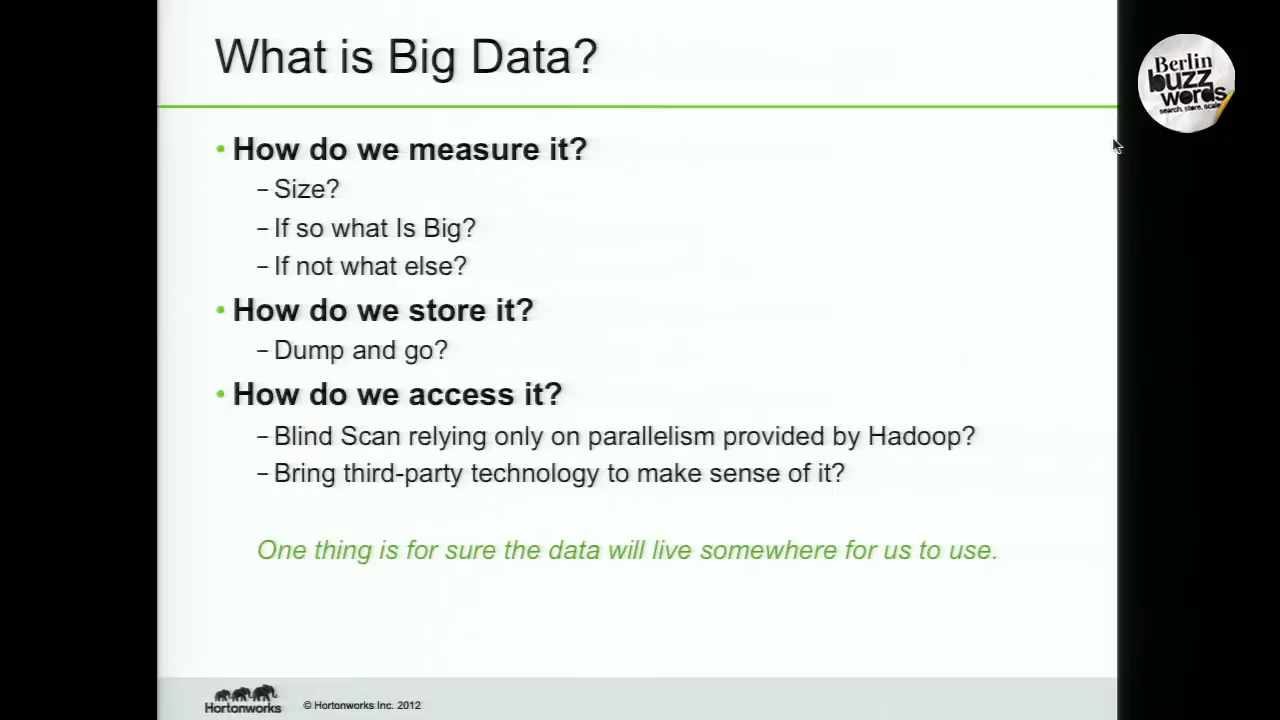 What is Big Data?
Berlin
buzz
words
search. store. scale.
• How do we measure it?
– Size?
– If so what Is Big?
– If not what else?
• How do we store it?
– Dump and go?
• How do we access it?
– Blind Scan relying only on parallelism provided by Hadoop?
– Bring third-party technology to make sense of it?
One thing is for sure the data will live somewhere for us to use.
Hortonworks
© Hortonworks Inc. 2012